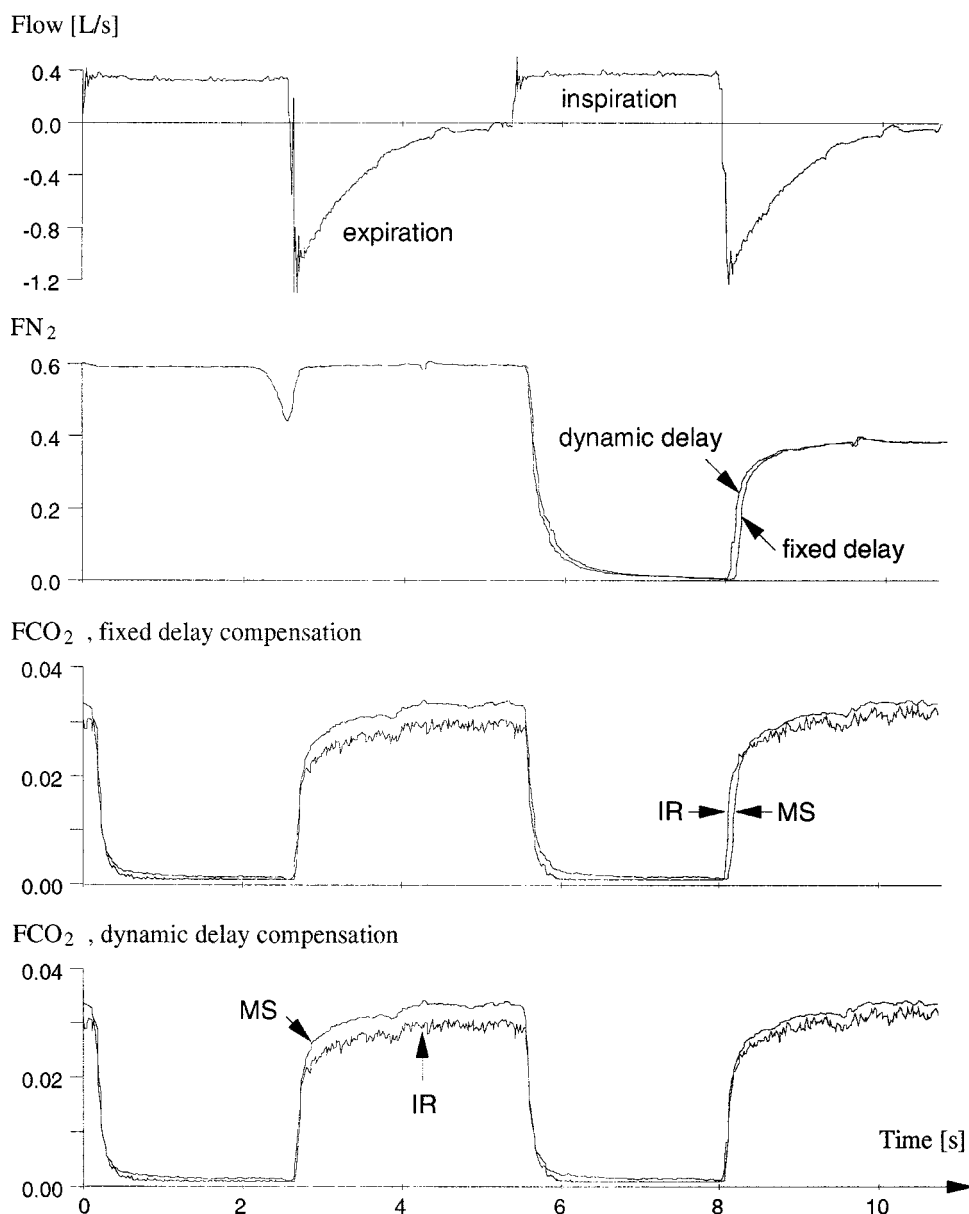 Flow [L/s]
0.4
0.0
-0.4
-0.8
-1.2
inspiration
expiration
FN2
0.6
0.4
0.2
0.0
dynamic delay
fixed delay
FCO2 , fixed delay compensation
0.04
0.02
0.00
IR
MS
FCO2 , dynamic delay compensation
0.04
0.02
0.00
MS
IR
Time [s]
0 2 4 6 8 10